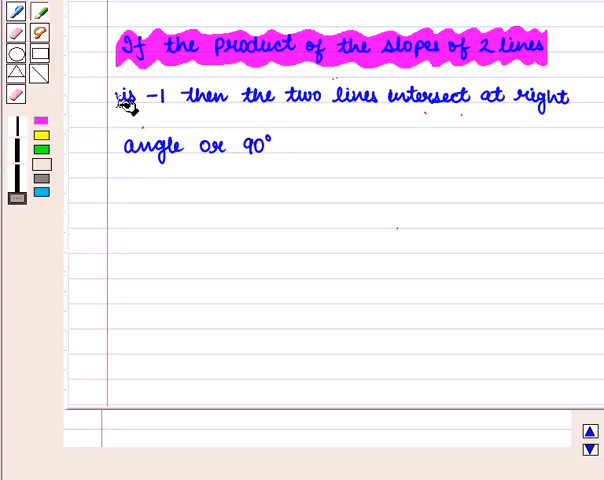 If the product of the slopes of 2 lines
is -1 then the two lines intersect at right
angle or 90°